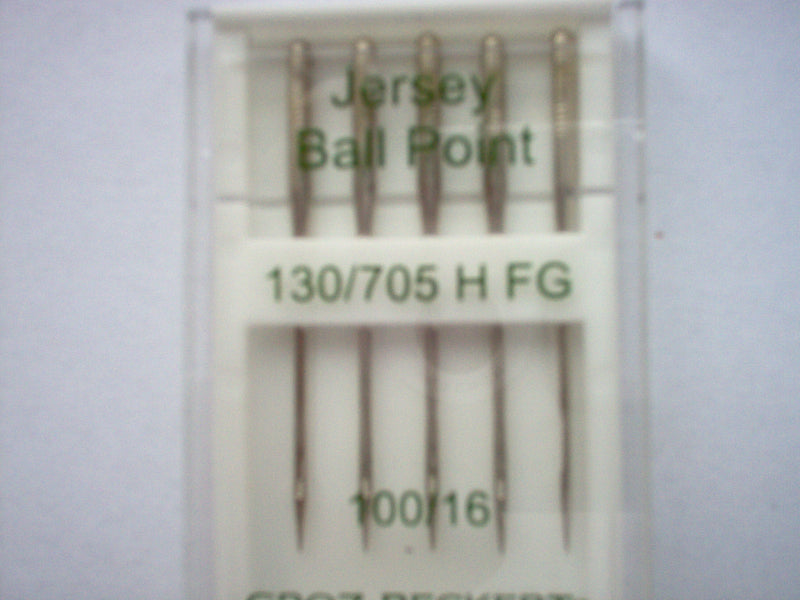 Jersey
Ball Point
130/705 H FG
100/16